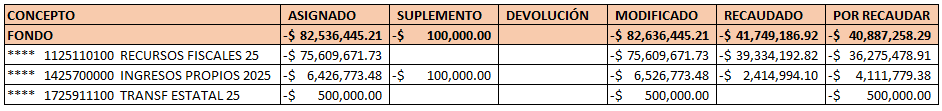 CONCEPTO ASIGNADO SUPLEMENTO DEVOLUCIÓN MODIFICADO RECAUDADO POR RECAUDAR
FONDO -$ 82,536,445.21 -$ 100,000.00 -$ 82,636,445.21 -$ 41,749,186.92 -$ 40,887,258.29
**** 1125110100 RECURSOS FISCALES 25 -$ 75,609,671.73 -$ 75,609,671.73 -$ 39,334,192.82 -$ 36,275,478.91
**** 1425700000 INGRESOS PROPIOS 2025 -$ 6,426,773.48 -$ 100,000.00 -$ 6,526,773.48 -$ 2,414,994.10 -$ 4,111,779.38
**** 1725911100 TRANSF ESTATAL 25 -$ 500,000.00 -$ 500,000.00 -$ 500,000.00